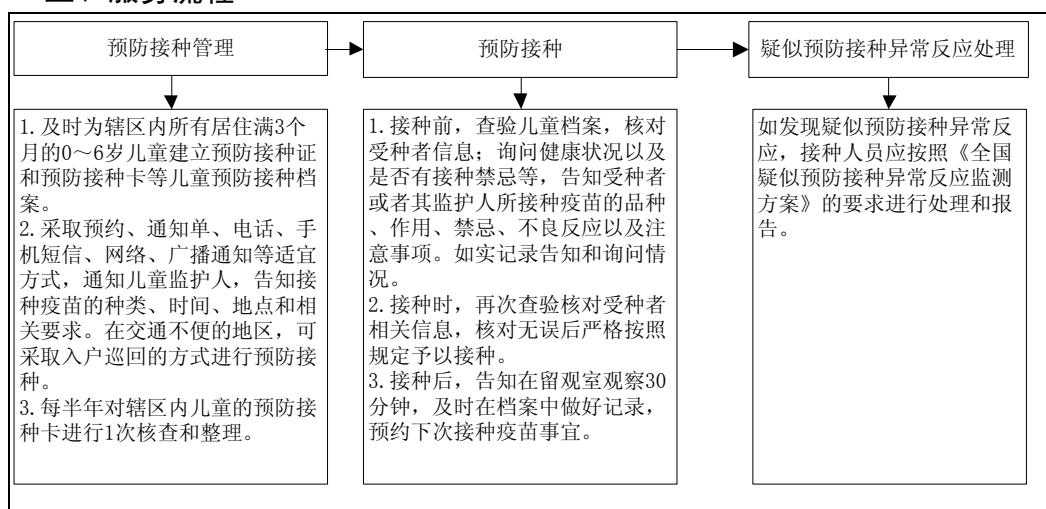 预防接种管理
预防接种
疑似预防接种异常反应处理
1.及时为辖区内所有居住满3个
月的0～6岁儿童建立预防接种证
和预防接种卡等儿童预防接种档
案。
2.采取预约、通知单、电话、手
机短信、网络、广播通知等适宜
方式，通知儿童监护人，告知接
种疫苗的种类、时间、地点和相
关要求。在交通不便的地区，可
采取入户巡回的方式进行预防接
种。
3.每半年对辖区内儿童的预防接
种卡进行1次核查和整理。
1.接种前，查验儿童档案，核对
受种者信息；询问健康状况以及
是否有接种禁忌等，告知受种者
或者其监护人所接种疫苗的品种
、作用、禁忌、不良反应以及注
意事项。如实记录告知和询问情
况。
2.接种时，再次查验核对受种者
相关信息，核对无误后严格按照
规定予以接种。
3.接种后，告知在留观室观察30
分钟，及时在档案中做好记录，
预约下次接种疫苗事宜。
如发现疑似预防接种异常反
应，接种人员应按照《全国
疑似预防接种异常反应监测
方案》的要求进行处理和报
告。